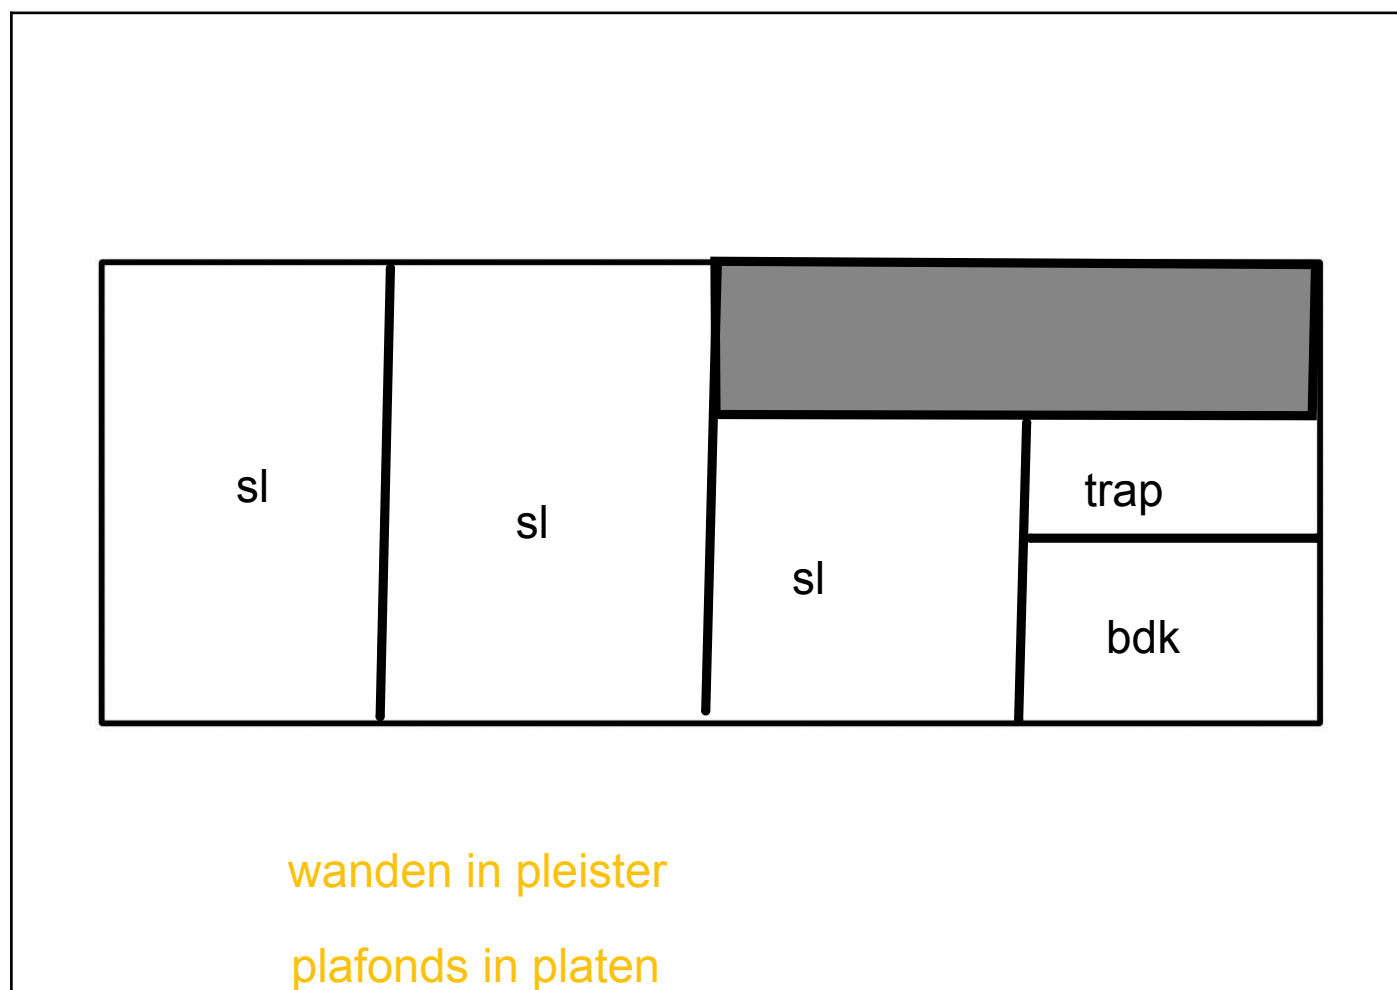 sl
sl
sl
trap
bdk
wanden in pleister
plafonds in platen